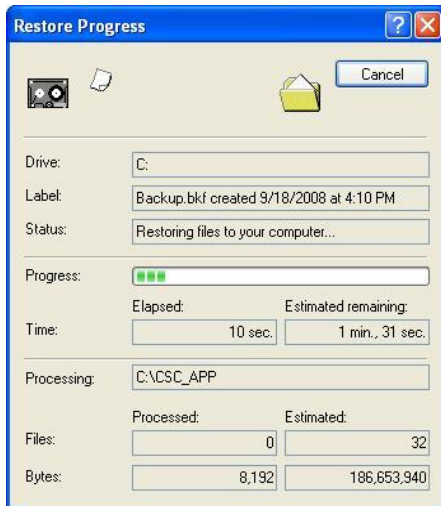 Restore Progress
Cancel
Drive: C:
Label: Backup.bkf created 9/18/2008 at 4:10 PM
Status: Restoring files to your computer...
Progress:
Elapsed: Estimated remaining:
Time: 10 sec. 1 min., 31 sec.
Processing: C:\CSC_APP
Processed: Estimated:
Files: 0 32
Bytes: 8,192 186,653,940